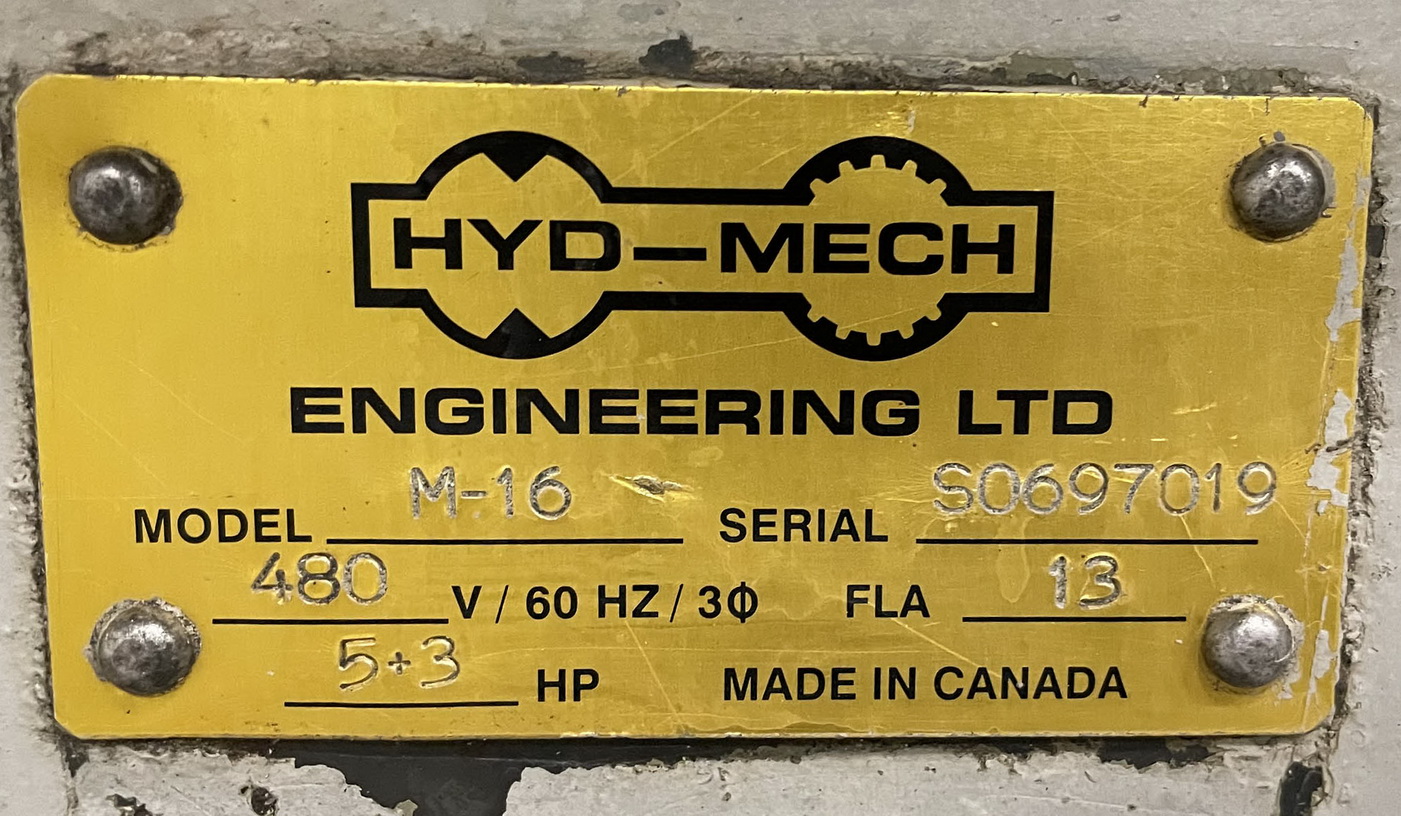 HYD-MECH
ENGINEERING LTD
MODEL M-16 SERIAL S0697019
480 V / 60 HZ / 3Φ FLA 13
5+3 HP MADE IN CANADA